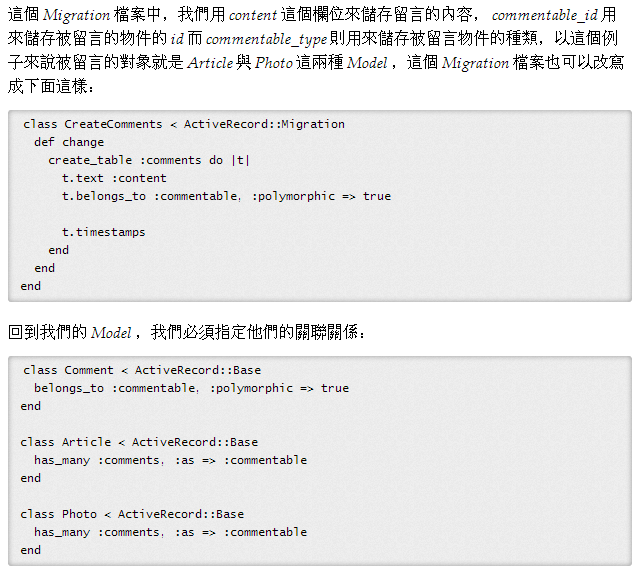 這個 Migration 檔案中，我們用 content 這個欄位來儲存留言的內容， commentable_id 用
來儲存被留言的物件的 id 而 commentable_type 則用來儲存被留言物件的種類，以這個例
子來說被留言的對象就是 Article 與 Photo 這兩種 Model ，這個 Migration 檔案也可以改寫
成下面這樣：
class CreateComments < ActiveRecord::Migration
  def change
    create_table :comments do |t|
      t.text :content
      t.belongs_to :commentable, :polymorphic => true

      t.timestamps
    end
  end
end
回到我們的 Model ，我們必須指定他們的關聯關係：
class Comment < ActiveRecord::Base
  belongs_to :commentable, :polymorphic => true
end

class Article < ActiveRecord::Base
  has_many :comments, :as => :commentable
end

class Photo < ActiveRecord::Base
  has_many :comments, :as => :commentable
end